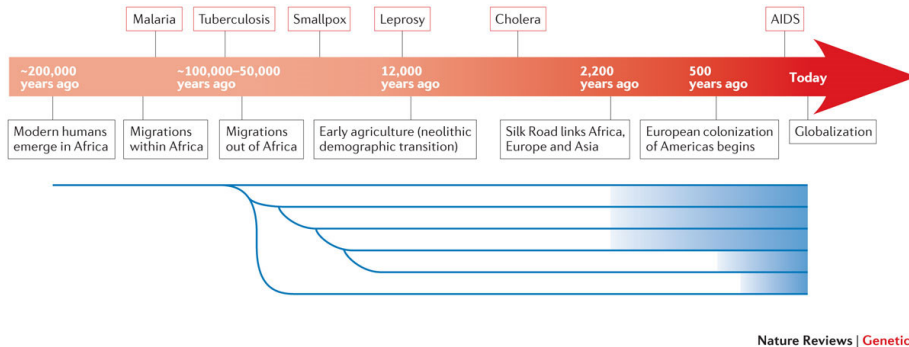 Malaria
Tuberculosis
Smallpox
Leprosy
Cholera
AIDS
~200,000
years ago
~100,000–50,000
years ago
12,000
years ago
2,200
years ago
500
years ago
Today
Modern humans
emerge in Africa
Migrations
within Africa
Migrations
out of Africa
Early agriculture (neolithic
demographic transition)
Silk Road links Africa,
Europe and Asia
European colonization
of Americas begins
Globalization
Nature Reviews | Genetic